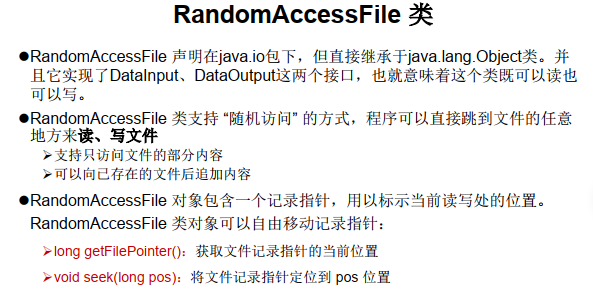 RandomAccessFile 类
●RandomAccessFile 声明在java.io包下，但直接继承于java.lang.Object类。并
且它实现了DataInput、DataOutput这两个接口，也就意味着这个类既可以读也
可以写。
●RandomAccessFile 类支持 “随机访问” 的方式，程序可以直接跳到文件的任意
地方来读、写文件
➢支持只访问文件的部分内容
➢可以向已存在的文件后追加内容
●RandomAccessFile 对象包含一个记录指针，用以标示当前读写处的位置。
RandomAccessFile 类对象可以自由移动记录指针：
➢long getFilePointer()：获取文件记录指针的当前位置
➢void seek(long pos)：将文件记录指针定位到 pos 位置